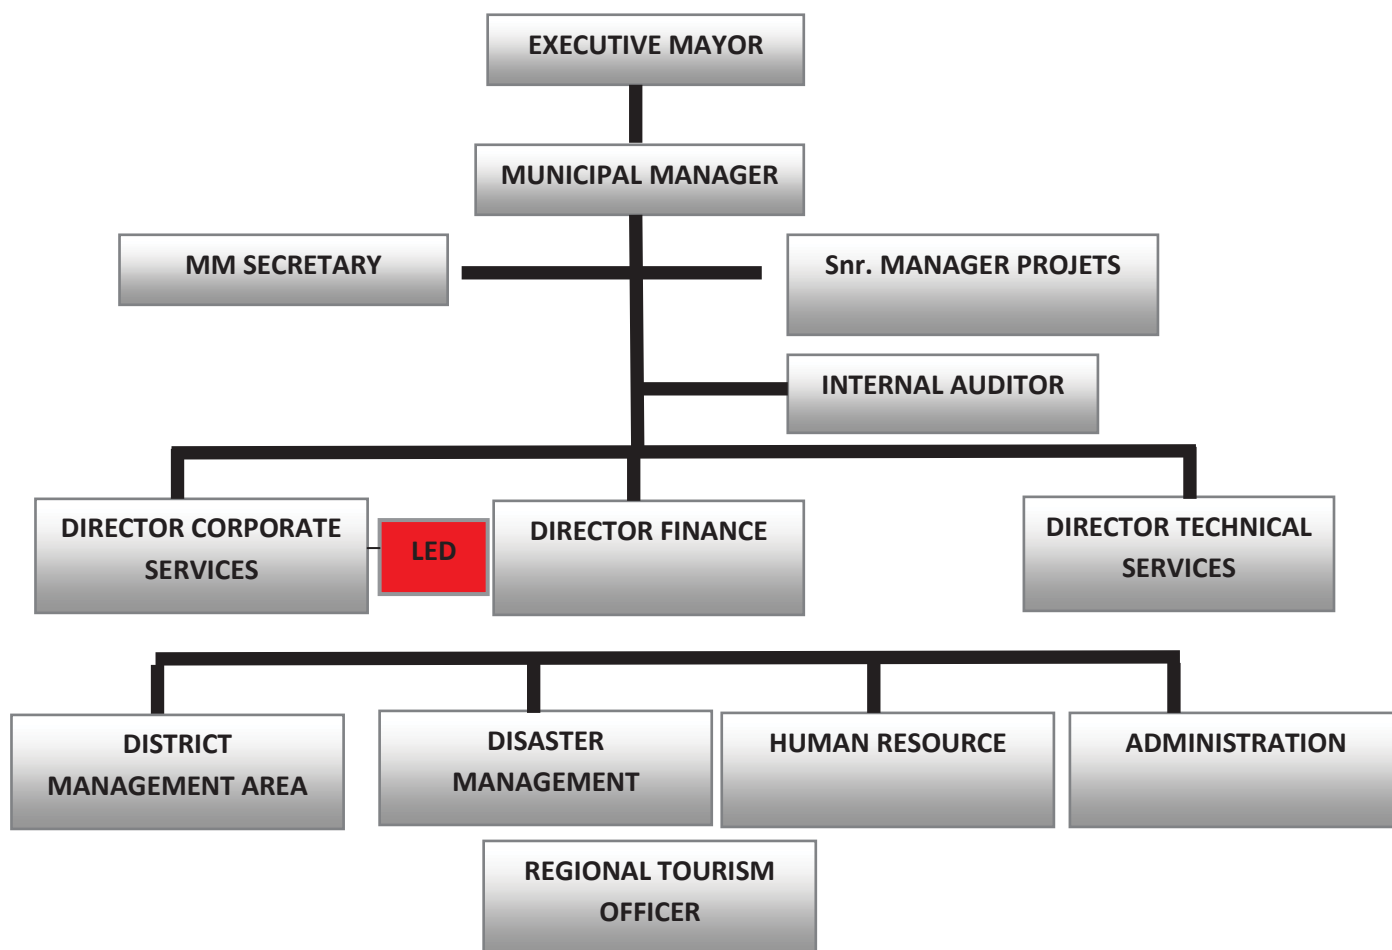 EXECUTIVE MAYOR
MUNICIPAL MANAGER
MM SECRETARY
Snr. MANAGER PROJETS
INTERNAL AUDITOR
DIRECTOR CORPORATE
SERVICES
LED
DIRECTOR FINANCE
DIRECTOR TECHNICAL
SERVICES
DISTRICT
MANAGEMENT AREA
DISASTER
MANAGEMENT
HUMAN RESOURCE
ADMINISTRATION
REGIONAL TOURISM
OFFICER